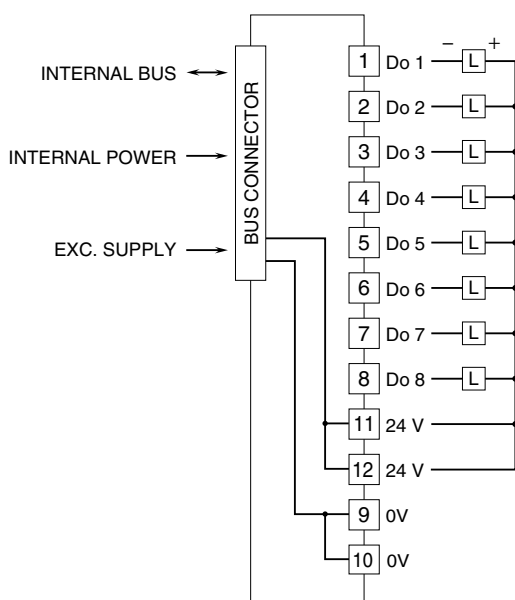 − +
1 Do 1 L
INTERNAL BUS
BUS CONNECTOR
2 Do 2 L
3 Do 3 L
INTERNAL POWER
4 Do 4 L
5 Do 5 L
EXC. SUPPLY
6 Do 6 L
7 Do 7 L
8 Do 8 L
11 24 V
12 24 V
9 0V
10 0V